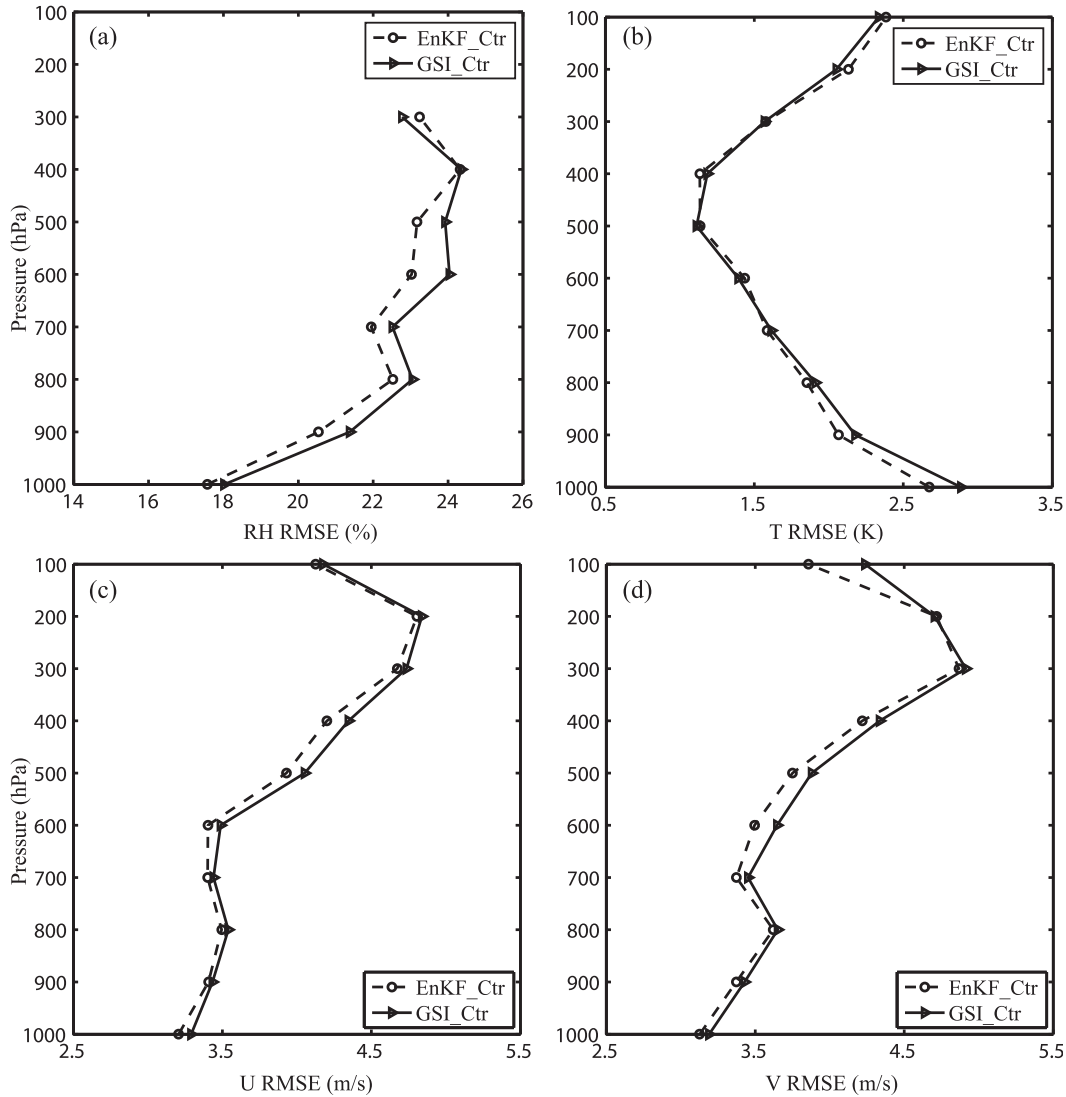 (a)
EnKF_Ctr
GSI_Ctr
100
200
300
400
500
600
700
800
900
1000
Pressure (hPa)
14 16 18 20 22 24 26
RH RMSE (%)
(b)
EnKF_Ctr
GSI_Ctr
100
200
300
400
500
600
700
800
900
1000
0.5 1.5 2.5 3.5
T RMSE (K)
(c)
100
200
300
400
500
600
700
800
900
1000
Pressure (hPa)
EnKF_Ctr
GSI_Ctr
2.5 3.5 4.5 5.5
U RMSE (m/s)
(d)
100
200
300
400
500
600
700
800
900
1000
EnKF_Ctr
GSI_Ctr
2.5 3.5 4.5 5.5
V RMSE (m/s)